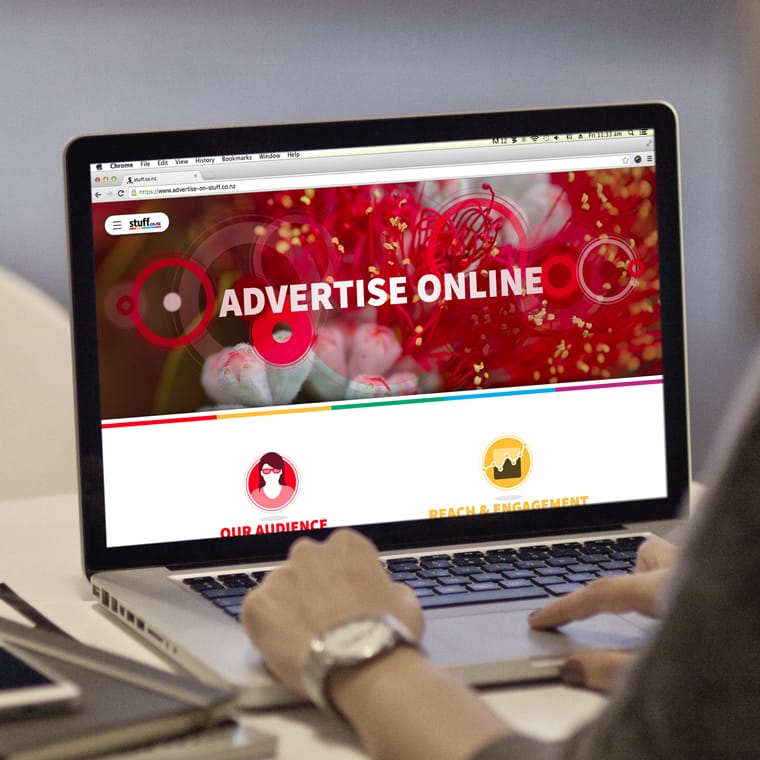 Chrome File Edit View History Bookmarks Window Help
Fri 11:33 am
stuff.co.nz
https://www.advertise-on-stuff.co.nz
stuff.co.nz
ADVERTISE ONLINE
OUR AUDIENCE
REACH & ENGAGEMENT